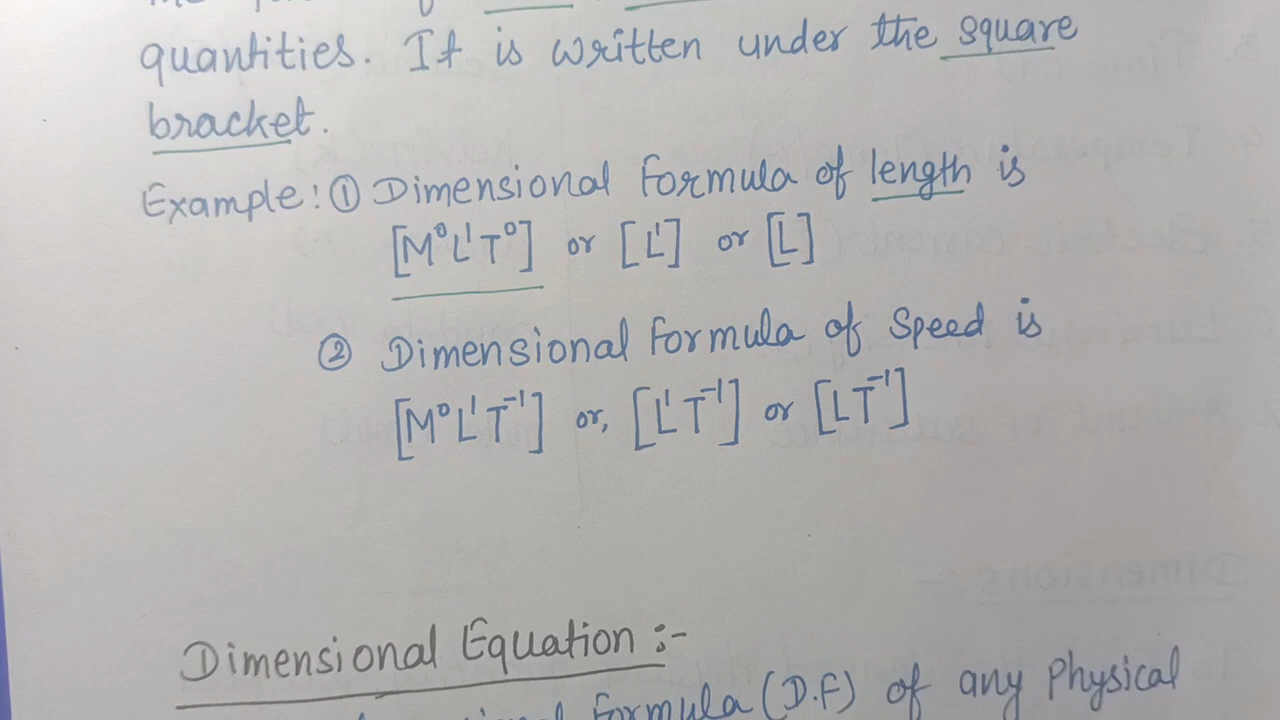 quantities. It is written under the square
bracket.
Example: ① Dimensional formula of length is
[M⁰L¹T⁰] or [L¹] or [L]
② Dimensional formula of Speed is
[M⁰L¹T⁻¹] or, [L¹T⁻¹] or [LT⁻¹]
Dimensional Equation :-
formula (D.F) of any Physical